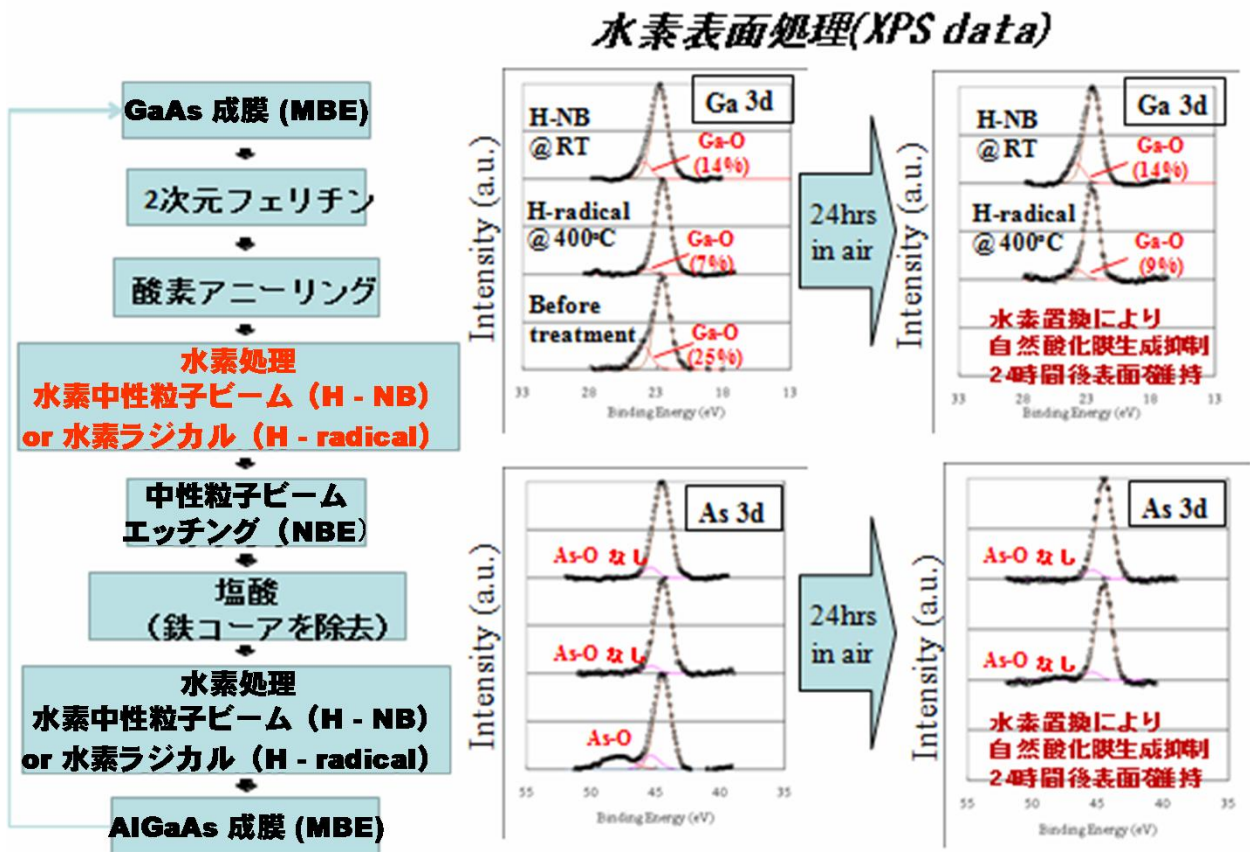 水素表面処理(XPS data)
GaAs 成膜 (MBE)
2次元フェリチン
酸素アニーリング
水素処理
水素中性粒子ビーム（H - NB）
or 水素ラジカル（H - radical）
中性粒子ビーム
エッチング（NBE）
塩酸
（鉄コーアを除去）
水素処理
水素中性粒子ビーム（H - NB）
or 水素ラジカル（H - radical）
AlGaAs 成膜 (MBE)
Intensity (a.u.)
Ga 3d
H-NB
@ RT
Ga-O
(14%)
H-radical
@ 400°C
Ga-O
(7%)
Before
treatment
Ga-O
(25%)
33 28 23 18 13
Binding Energy (eV)
24hrs
in air
Intensity (a.u.)
Ga 3d
H-NB
@ RT
Ga-O
(14%)
H-radical
@ 400°C
Ga-O
(9%)
水素置換により
自然酸化膜生成抑制
24時間後表面を維持
33 28 23 18 13
Binding Energy (eV)
Intensity (a.u.)
As 3d
As-O なし
As-O なし
As-O
55 50 45 40 35
Binding Energy (eV)
24hrs
in air
Intensity (a.u.)
As 3d
As-O なし
As-O なし
水素置換により
自然酸化膜生成抑制
24時間後表面を維持
55 50 45 40 35
Binding Energy (eV)